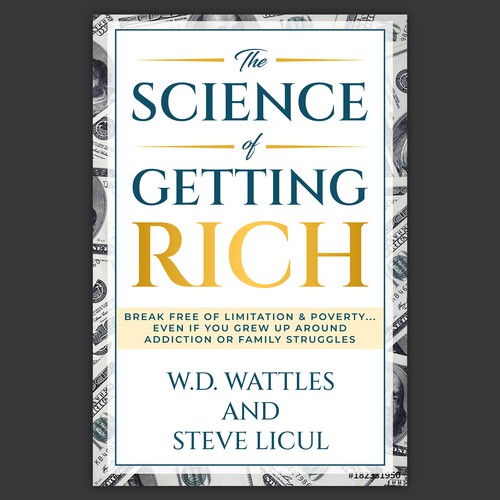 The
SCIENCE
of
GETTING
RICH
BREAK FREE OF LIMITATION & POVERTY...
EVEN IF YOU GREW UP AROUND
ADDICTION OR FAMILY STRUGGLES
W.D. WATTLES
AND
STEVE LICUL